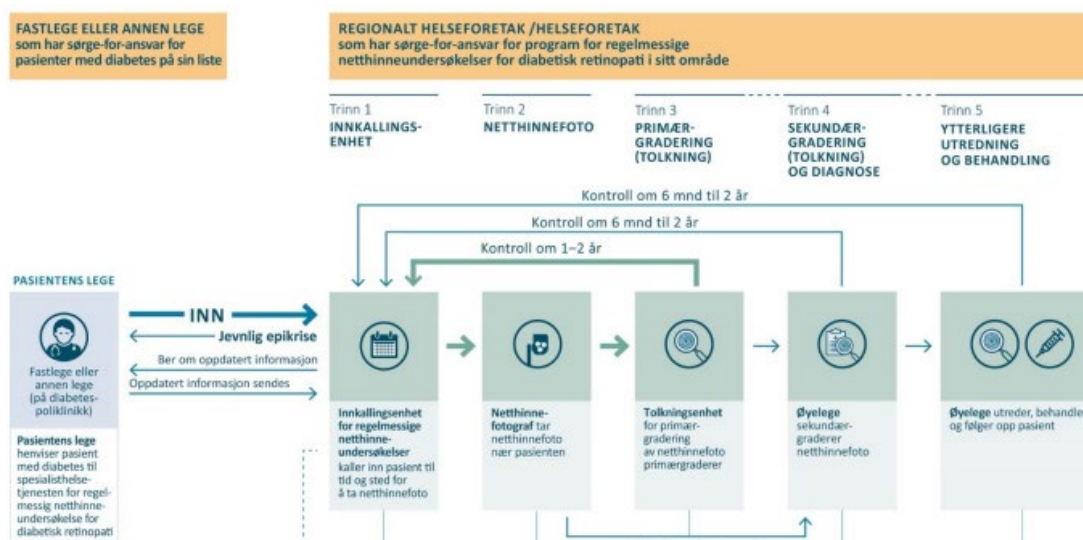 FASTLEGE ELLER ANNEN LEGE
som har sørge-for-ansvar for
pasienter med diabetes på sin liste
REGIONALT HELSEFORETAK /HELSEFORETAK
som har sørge-for-ansvar for program for regelmessige
netthinneundersøkelser for diabetisk retinopati i sitt område
Trinn 1
INNKALLINGS-
ENHET
Trinn 2
NETTHINNEFOTO
Trinn 3
PRIMÆR-
GRADERING
(TOLKNING)
Trinn 4
SEKUNDÆR-
GRADERING
(TOLKNING)
OG DIAGNOSE
Trinn 5
YTTERLIGERE
UTREDNING
OG BEHANDLING
Kontroll om 6 mnd til 2 år
Kontroll om 6 mnd til 2 år
Kontroll om 1–2 år
PASIENTENS LEGE
INN
Jevnlig epikrise
Ber om oppdatert informasjon
Oppdatert informasjon sendes
Fastlege eller
annen lege
(på diabetes-
poliklinikk)
Pasientens lege
henviser pasient
med diabetes til
spesialisthelse-
tjenesten for regel-
messig netthinne-
undersøkelse for
diabetisk retinopati
Innkallingsenhet
for regelmessige
netthinne-
undersøkelser
kaller inn pasient til
tid og sted for
å ta netthinnefoto
Netthinne-
fotograf tar
netthinnefoto
nær pasienten
Tolkningsenhet
for primær-
gradering
av netthinnefoto
primærgraderer
Øyelege
sekundær-
graderer
netthinnefoto
Øyelege utreder, behandle
og følger opp pasient